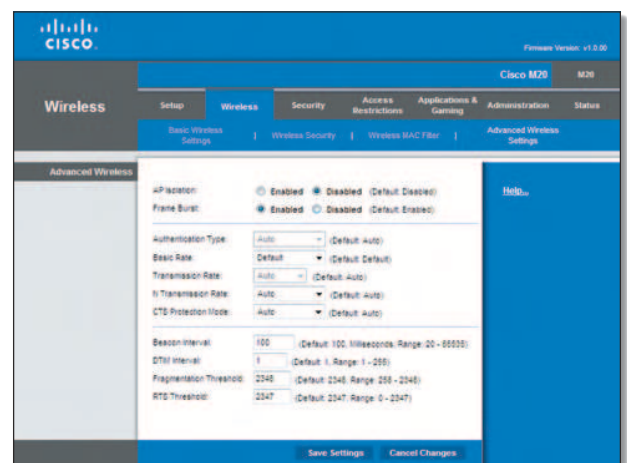 CISCO
Firmware Version: v1.0.00
Cisco M20 M20
Wireless
Setup Wireless Security Access Restrictions Applications & Gaming Administration Status
Basic Wireless Settings | Wireless Security | Wireless MAC Filter | Advanced Wireless Settings
Advanced Wireless
AP Isolation: Enabled Disabled (Default: Disabled)
Frame Burst: Enabled Disabled (Default: Enabled)
Help...
Authentication Type: Auto (Default: Auto)
Basic Rate: Default (Default: Default)
Transmission Rate: Auto (Default: Auto)
N Transmission Rate: Auto (Default: Auto)
CTS Protection Mode: Auto (Default: Auto)
Beacon Interval: 100 (Default: 100, Milliseconds, Range: 20 - 65535)
DTIM Interval: 1 (Default: 1, Range: 1 - 255)
Fragmentation Threshold: 2346 (Default: 2346, Range: 256 - 2346)
RTS Threshold: 2347 (Default: 2347, Range: 0 - 2347)
Save Settings Cancel Changes